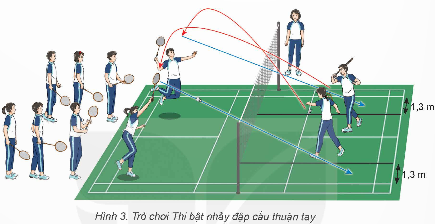 1,3 m
1,3 m
Hình 3. Trò chơi Thi bật nhảy đập cầu thuận tay